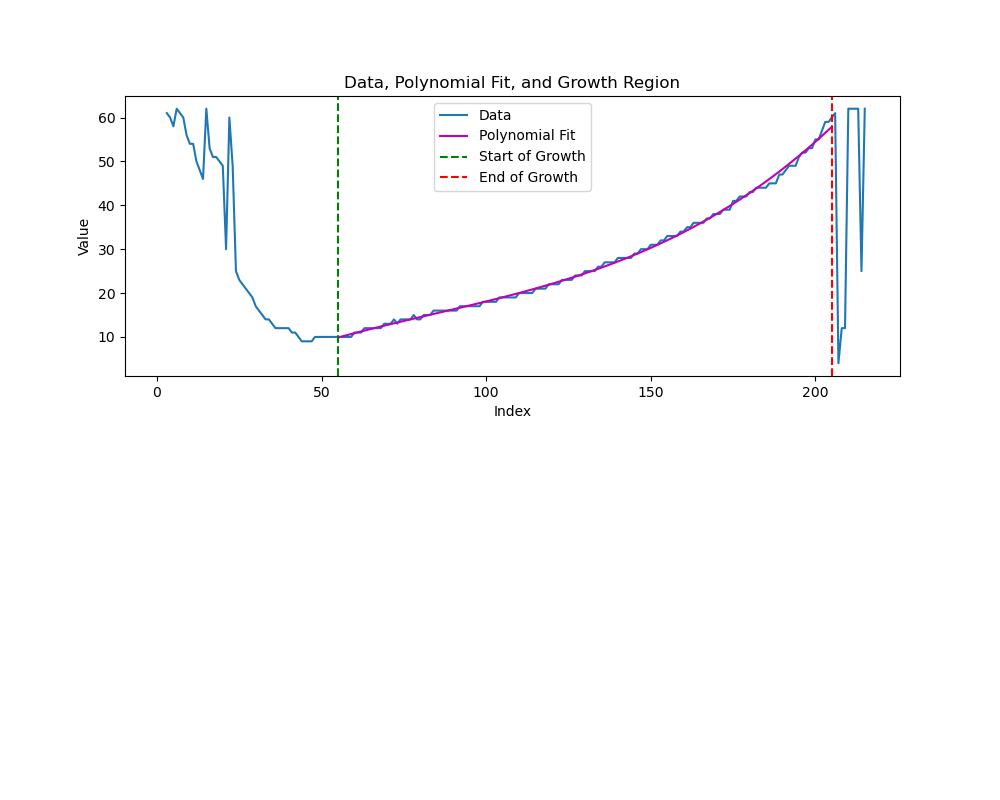 Data, Polynomial Fit, and Growth Region
Data
Polynomial Fit
Start of Growth
End of Growth
Value
60
50
40
30
20
10
0
50
100
150
200
Index